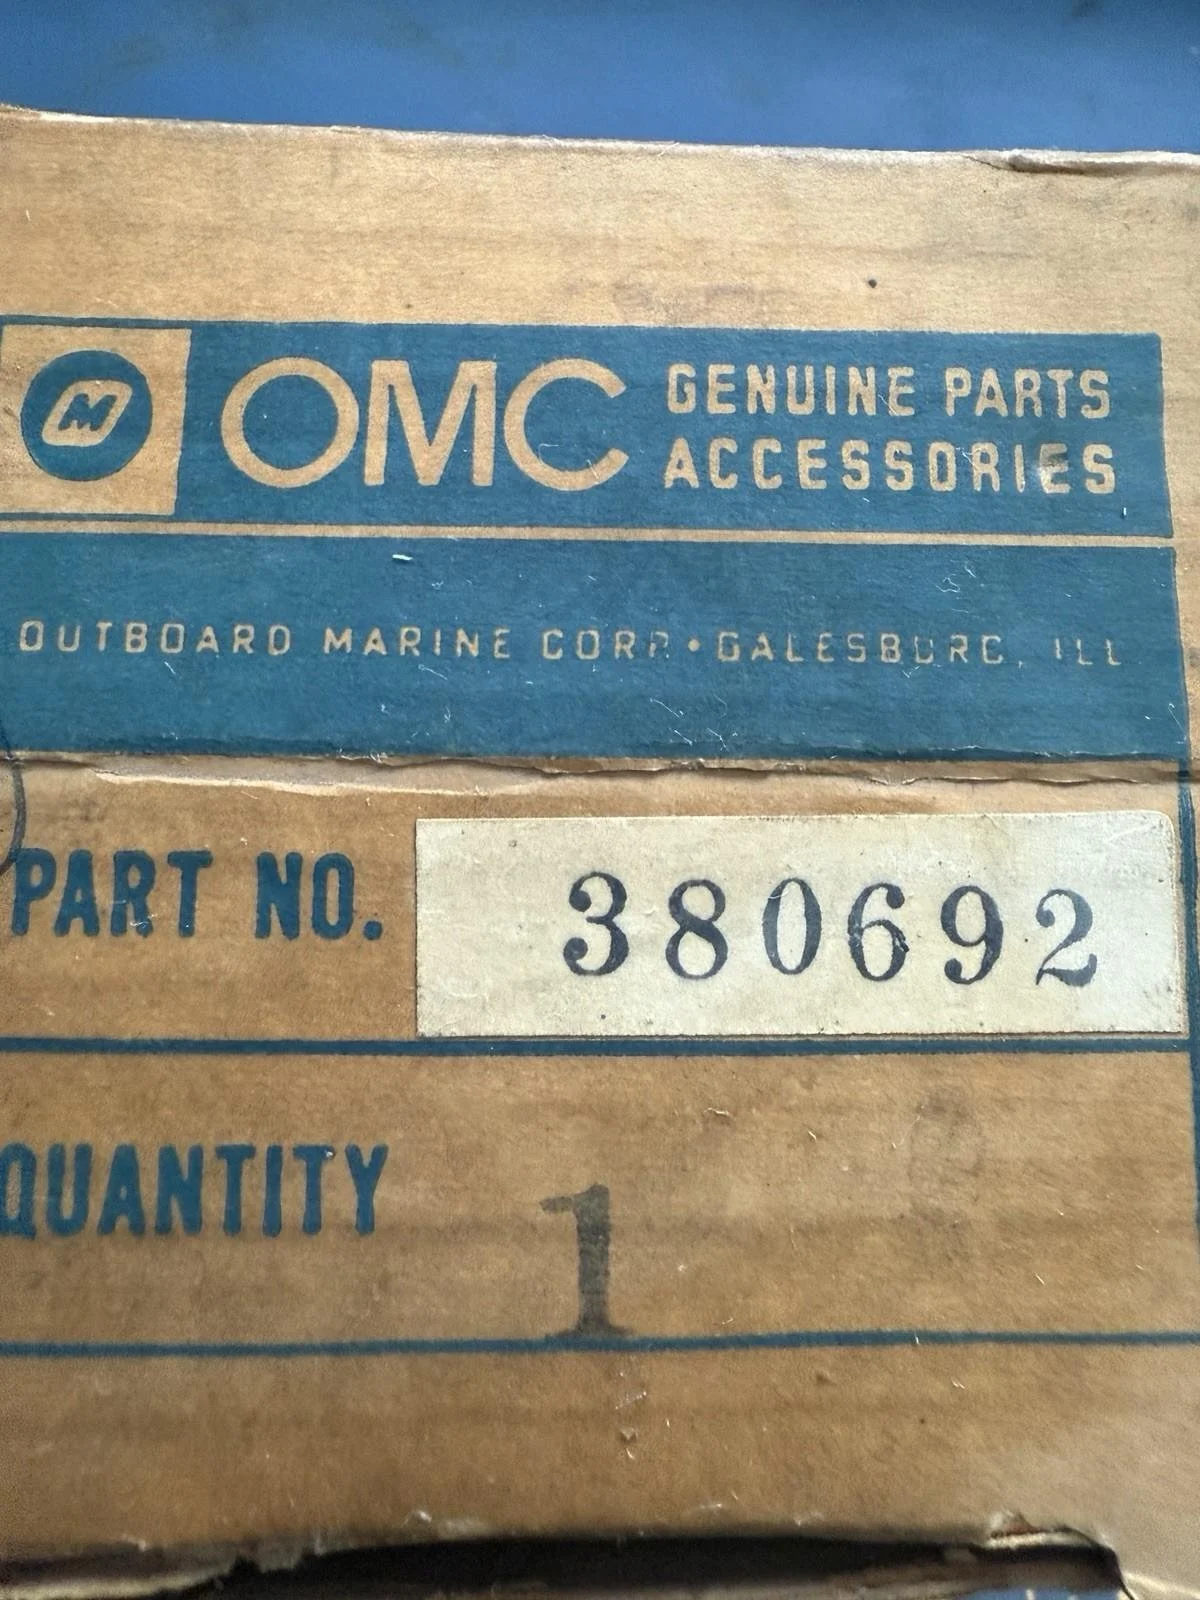 M
OMC
GENUINE PARTS
ACCESSORIES
OUTBOARD MARINE CORP. • GALESBURG, ILL
PART NO. 380692
QUANTITY 1